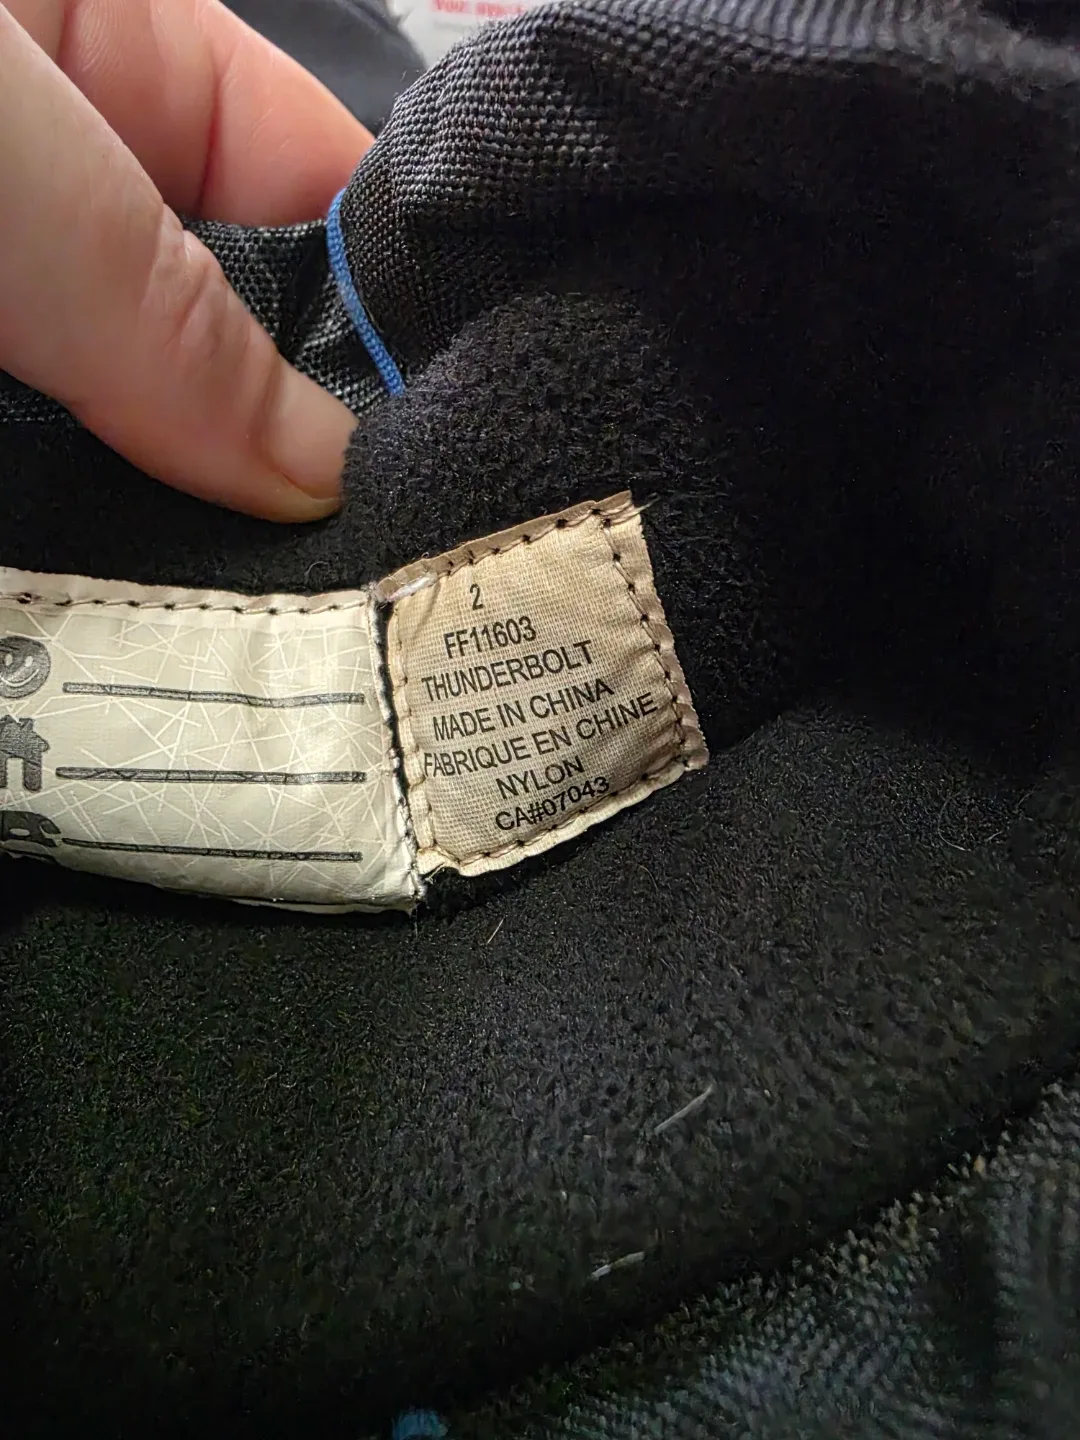 2
FF11603
THUNDERBOLT
MADE IN CHINA
FABRIQUE EN CHINE
NYLON
CA#07043